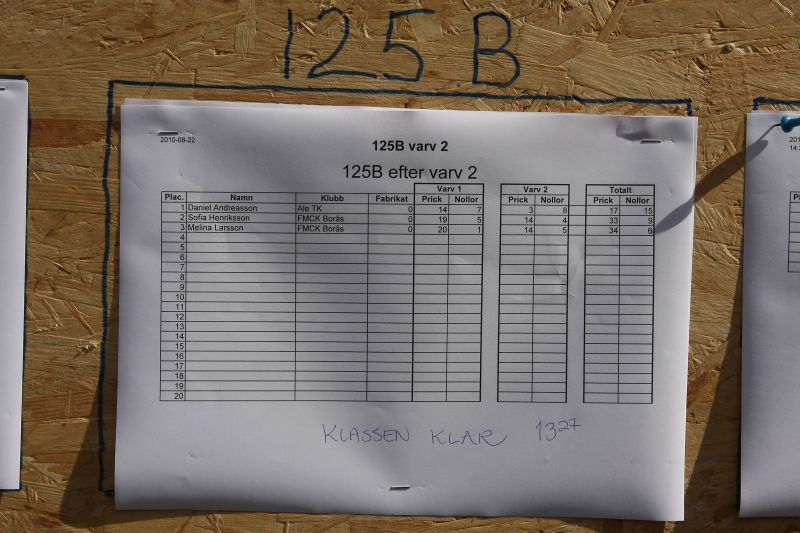 125 B
2010-08-22
125B varv 2
125B efter varv 2
Varv 1 Varv 2 Totalt
Plac. Namn Klubb Fabrikat Prick Nollor Prick Nollor Prick Nollor
1 Daniel Andreasson Ale TK 0 14 7 3 8 17 15
2 Sofia Henriksson FMCK Borås 0 19 5 14 4 33 9
3 Melina Larsson FMCK Borås 0 20 1 14 5 34 6
4
5
6
7
8
9
10
11
12
13
14
15
16
17
18
19
20
KLASSEN KLAR 1327